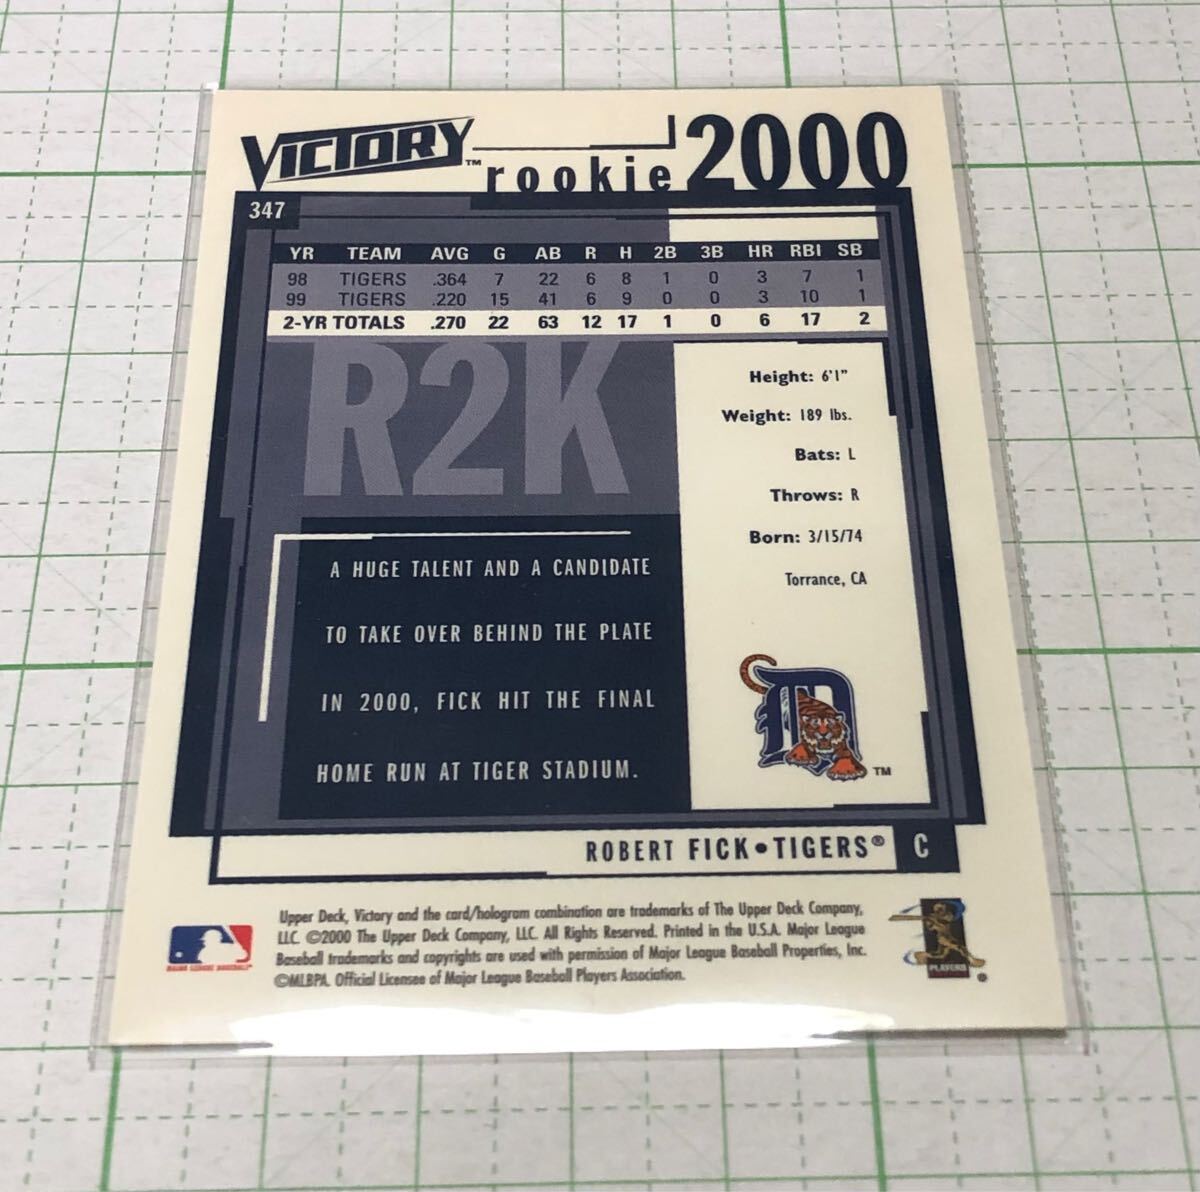 VICTORY™
rookie 2000
347
YR TEAM AVG G AB R H 2B 3B HR RBI SB
98 TIGERS .364 7 22 6 8 1 0 3 7 1
99 TIGERS .220 15 41 6 9 0 0 3 10 1
2-YR TOTALS .270 22 63 12 17 1 0 6 17 2
R2K
Height: 6'1"
Weight: 189 lbs.
Bats: L
Throws: R
Born: 3/15/74
Torrance, CA
A HUGE TALENT AND A CANDIDATE
TO TAKE OVER BEHIND THE PLATE
IN 2000, FICK HIT THE FINAL
HOME RUN AT TIGER STADIUM.
D
™
ROBERT FICK•TIGERS® C
Upper Deck, Victory and the card/hologram combination are trademarks of The Upper Deck Company,
LLC. ©2000 The Upper Deck Company, LLC. All Rights Reserved. Printed in the U.S.A. Major League
Baseball trademarks and copyrights are used with permission of Major League Baseball Properties, Inc.
©MLBPA. Official Licensee of Major League Baseball Players Association.
MAJOR LEAGUE BASEBALL
PLAYERS
®